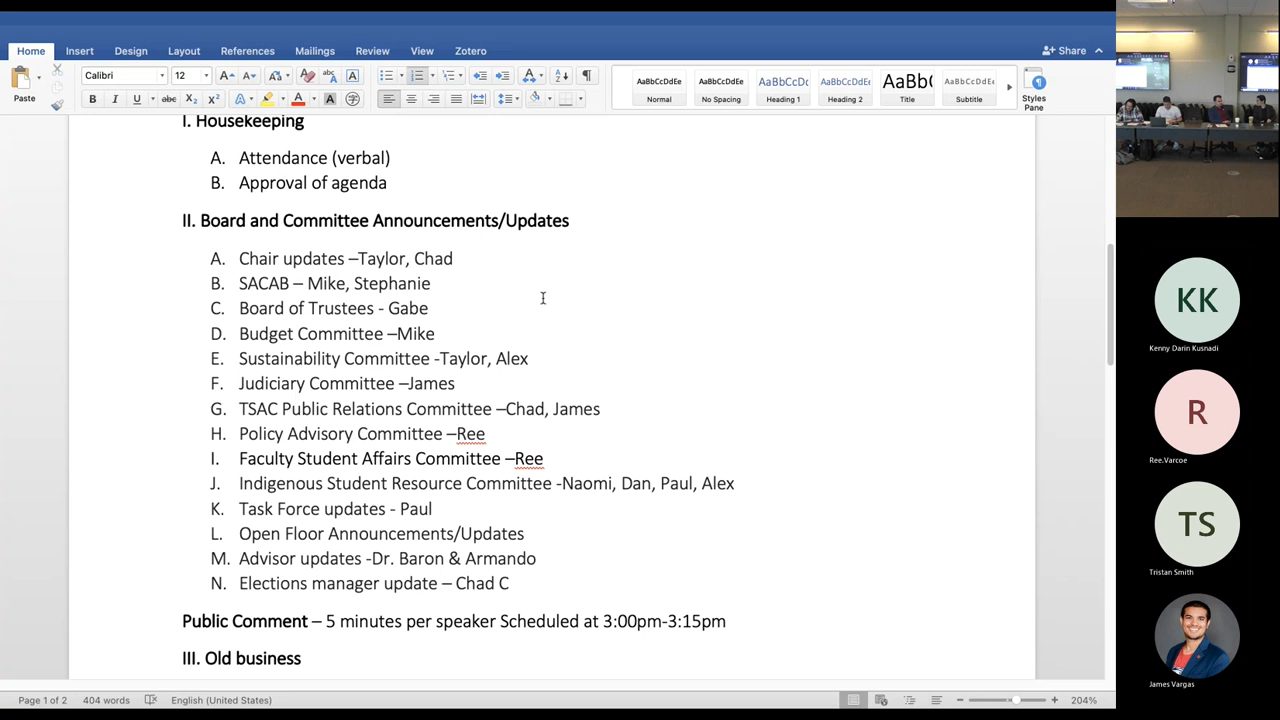 Home Insert Design Layout References Mailings Review View Zotero Share
Paste Calibri 12
AaBbCcDdEe AaBbCcDdEe AaBbCcDc AaBbCcDdEe AaBb( AaBbCcDdEe
Normal No Spacing Heading 1 Heading 2 Title Subtitle Styles Pane
I. Housekeeping
A. Attendance (verbal)
B. Approval of agenda
II. Board and Committee Announcements/Updates
A. Chair updates –Taylor, Chad
B. SACAB – Mike, Stephanie
C. Board of Trustees - Gabe
D. Budget Committee –Mike
E. Sustainability Committee -Taylor, Alex
F. Judiciary Committee –James
G. TSAC Public Relations Committee –Chad, James
H. Policy Advisory Committee –Ree
I. Faculty Student Affairs Committee –Ree
J. Indigenous Student Resource Committee -Naomi, Dan, Paul, Alex
K. Task Force updates - Paul
L. Open Floor Announcements/Updates
M. Advisor updates -Dr. Baron & Armando
N. Elections manager update – Chad C
Public Comment – 5 minutes per speaker Scheduled at 3:00pm-3:15pm
III. Old business
Page 1 of 2 404 words English (United States) 204%
KK
Kenny Darin Kusnadi
R
Ree.Varcoe
TS
Tristan Smith
James Vargas